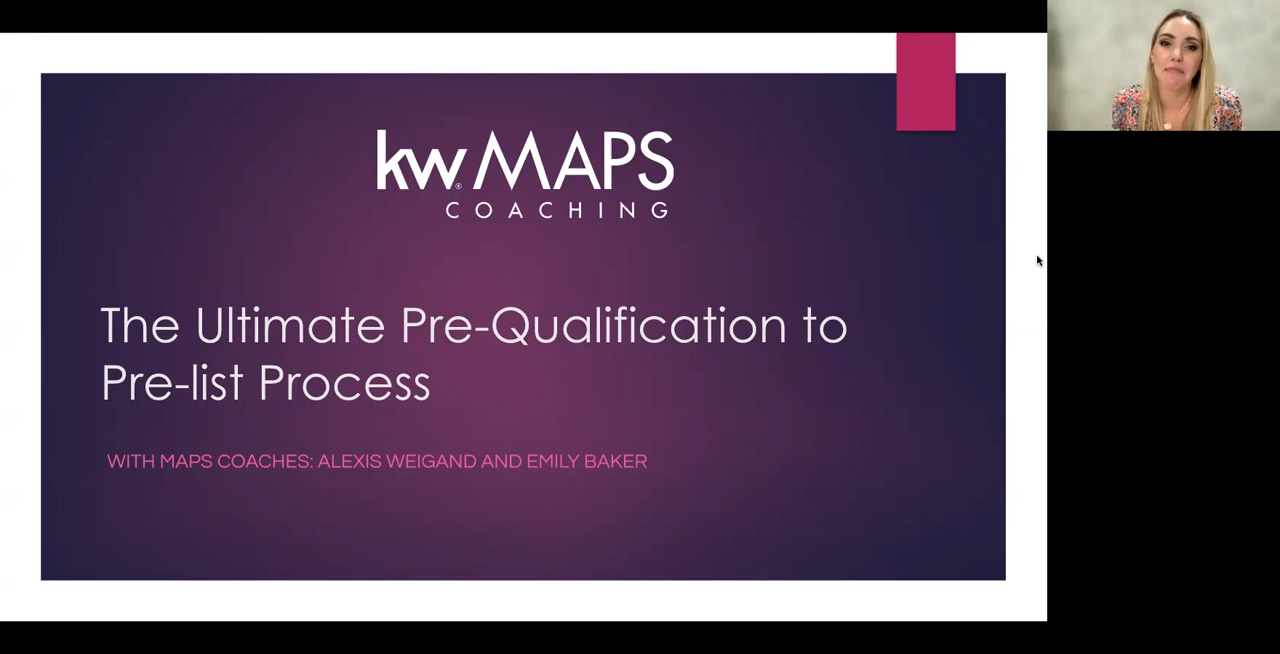 kw® MAPS
COACHING
The Ultimate Pre-Qualification to
Pre-list Process
WITH MAPS COACHES: ALEXIS WEIGAND AND EMILY BAKER